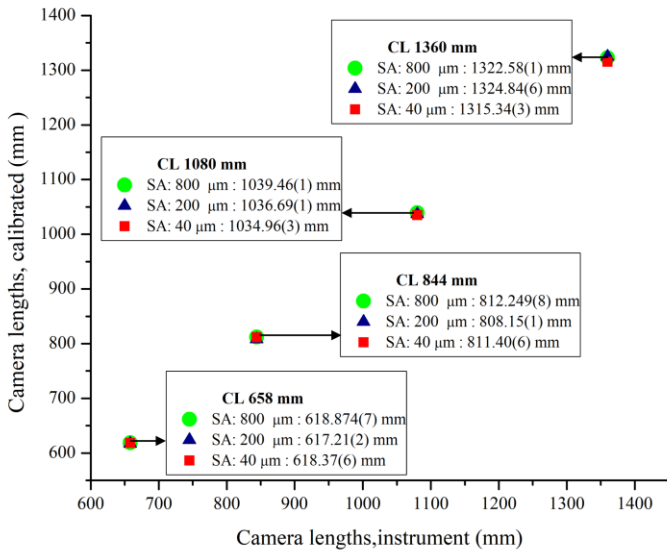 1400
1300
1200
1100
1000
900
800
700
600
Camera lengths, calibrated (mm )
CL 1360 mm
SA: 800 μm : 1322.58(1) mm
SA: 200 μm : 1324.84(6) mm
SA: 40 μm : 1315.34(3) mm
CL 1080 mm
SA: 800 μm : 1039.46(1) mm
SA: 200 μm : 1036.69(1) mm
SA: 40 μm : 1034.96(3) mm
CL 844 mm
SA: 800 μm : 812.249(8) mm
SA: 200 μm : 808.15(1) mm
SA: 40 μm : 811.40(6) mm
CL 658 mm
SA: 800 μm : 618.874(7) mm
SA: 200 μm : 617.21(2) mm
SA: 40 μm : 618.37(6) mm
600 700 800 900 1000 1100 1200 1300 1400
Camera lengths,instrument (mm)